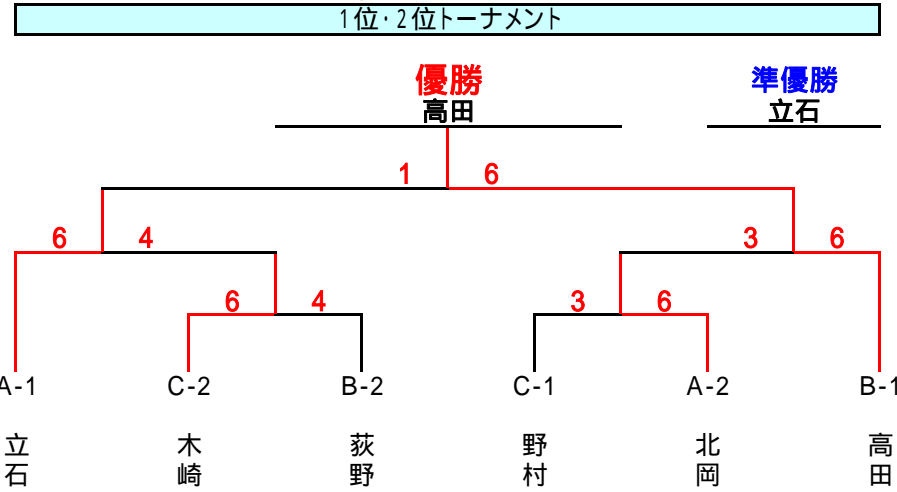 1位・2位トーナメント
優勝
準優勝
高田
立石
1 6
6 4 3 6
6 4 3 6
A-1 C-2 B-2 C-1 A-2 B-1
立石 木崎 荻野 野村 北岡 高田